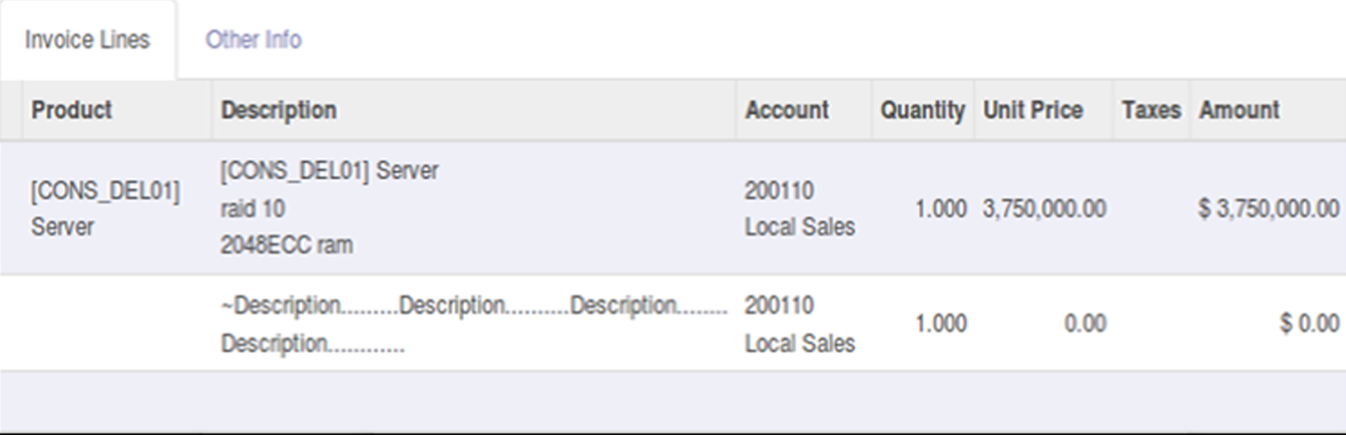 Invoice Lines Other Info
Product Description Account Quantity Unit Price Taxes Amount
[CONS_DEL01] Server
[CONS_DEL01] Server
raid 10
2048ECC ram
200110
Local Sales
1.000 3,750,000.00 $ 3,750,000.00
~Description.........Description..........Description........
Description............
200110
Local Sales
1.000 0.00 $ 0.00